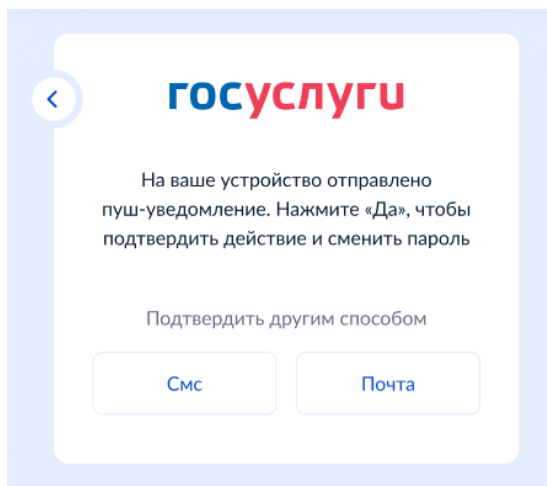 госуслуги
На ваше устройство отправлено
пуш-уведомление. Нажмите «Да», чтобы
подтвердить действие и сменить пароль
Подтвердить другим способом
Смс Почта